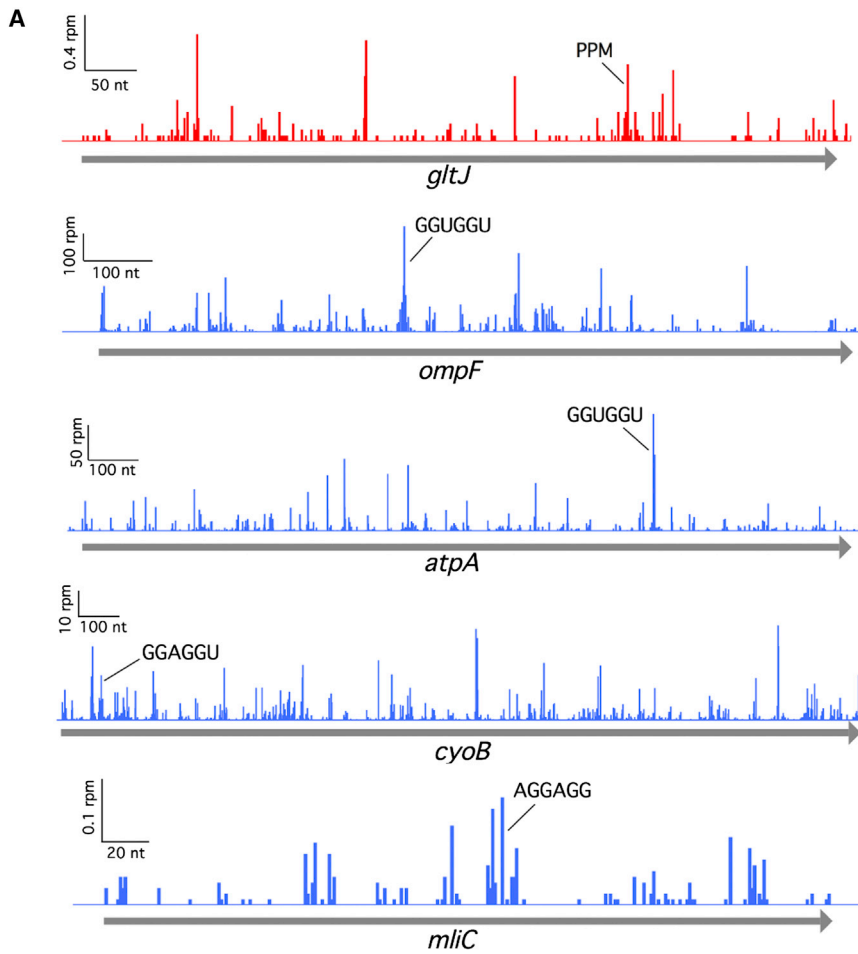 A
0.4 rpm
50 nt
PPM
gltJ
100 rpm
100 nt
GGUGGU
ompF
50 rpm
100 nt
GGUGGU
atpA
10 rpm
100 nt
GGAGGU
cyoB
0.1 rpm
20 nt
AGGAGG
mliC